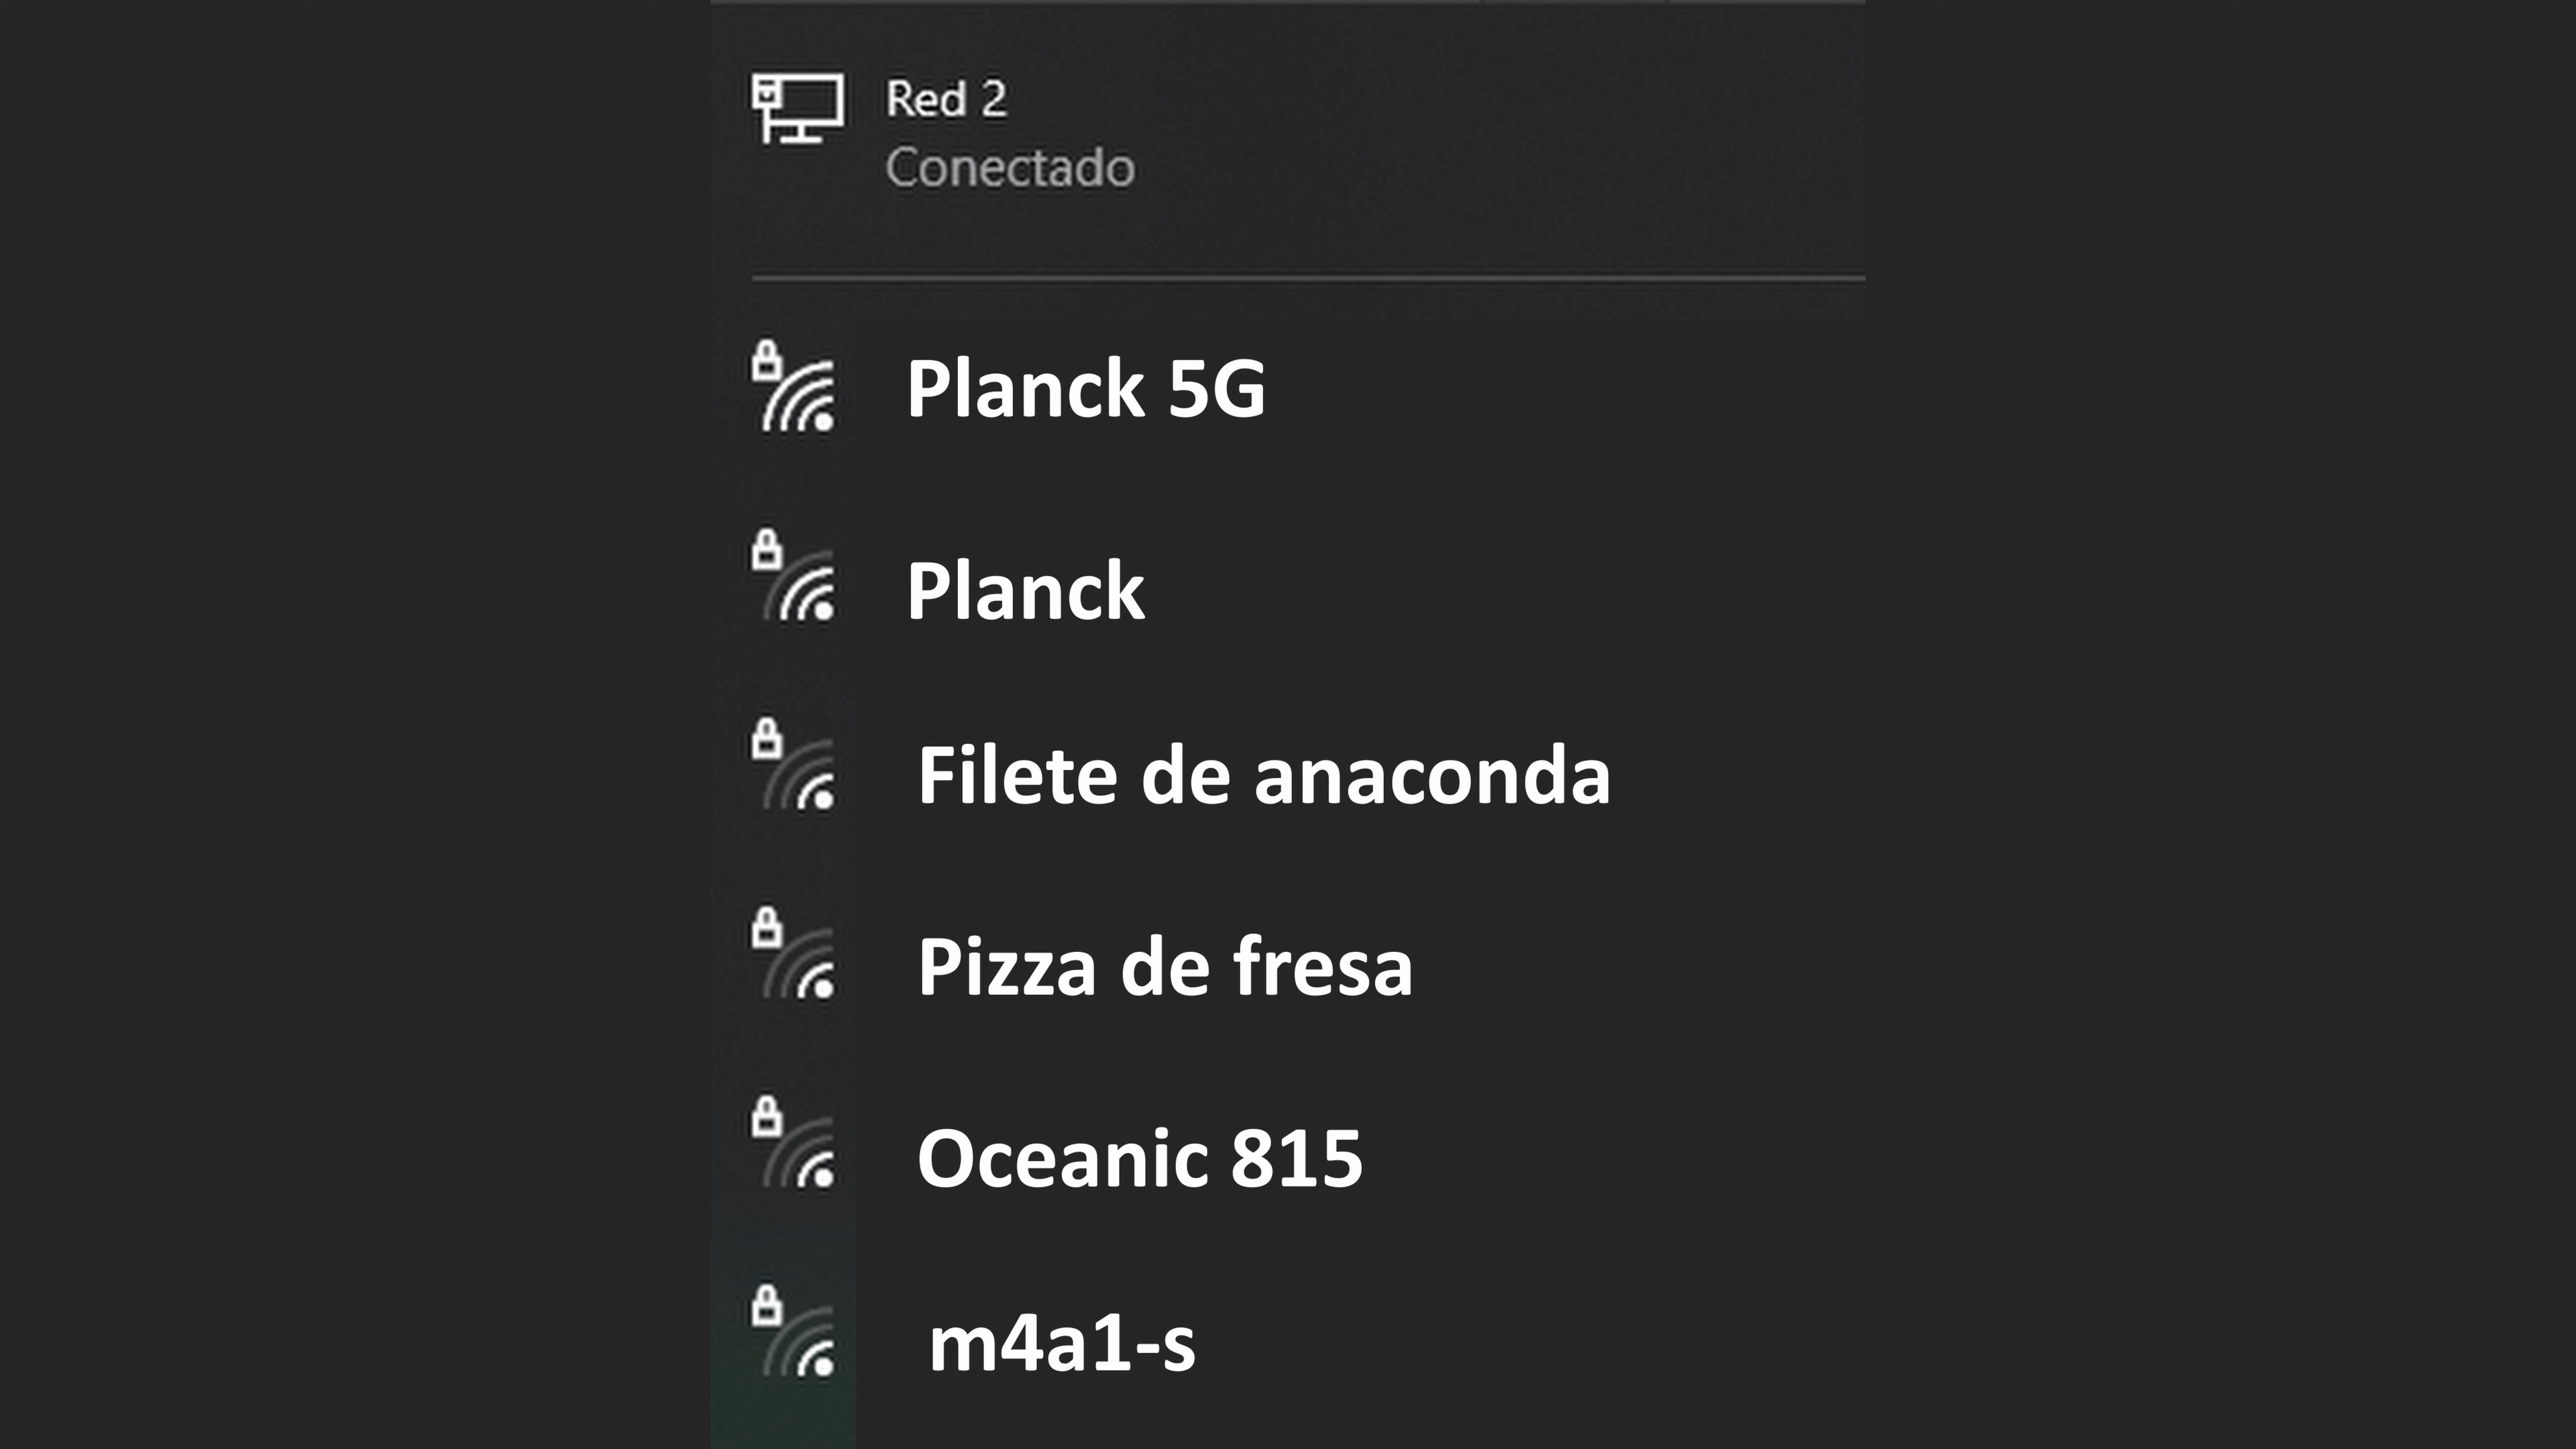 Red 2
Conectado
Planck 5G
Planck
Filete de anaconda
Pizza de fresa
Oceanic 815
m4a1-s